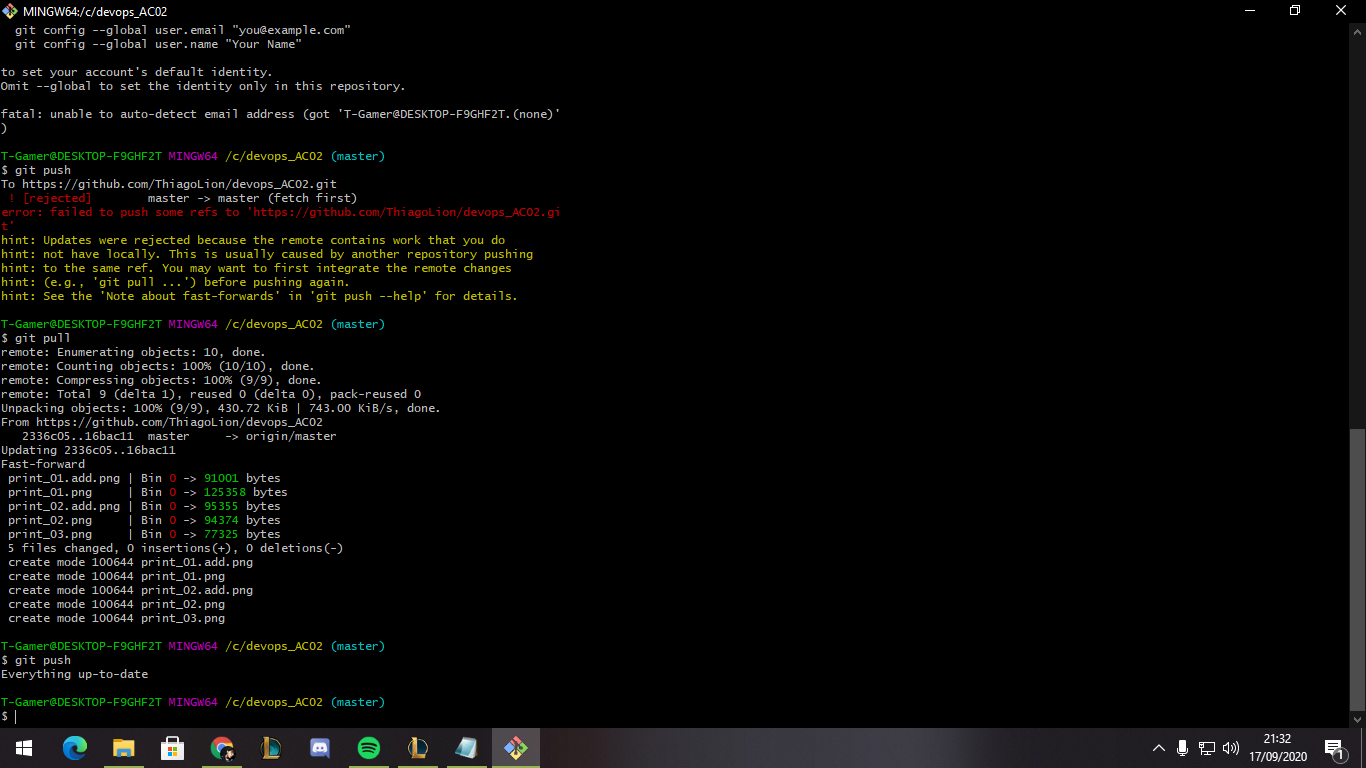 MINGW64:/c/devops_AC02
  git config --global user.email "you@example.com"
  git config --global user.name "Your Name"

to set your account's default identity.
Omit --global to set the identity only in this repository.

fatal: unable to auto-detect email address (got 'T-Gamer@DESKTOP-F9GHF2T.(none)'
)

T-Gamer@DESKTOP-F9GHF2T MINGW64 /c/devops_AC02 (master)
$ git push
To https://github.com/ThiagoLion/devops_AC02.git
 ! [rejected]        master -> master (fetch first)
error: failed to push some refs to 'https://github.com/ThiagoLion/devops_AC02.gi
t'
hint: Updates were rejected because the remote contains work that you do
hint: not have locally. This is usually caused by another repository pushing
hint: to the same ref. You may want to first integrate the remote changes
hint: (e.g., 'git pull ...') before pushing again.
hint: See the 'Note about fast-forwards' in 'git push --help' for details.

T-Gamer@DESKTOP-F9GHF2T MINGW64 /c/devops_AC02 (master)
$ git pull
remote: Enumerating objects: 10, done.
remote: Counting objects: 100% (10/10), done.
remote: Compressing objects: 100% (9/9), done.
remote: Total 9 (delta 1), reused 0 (delta 0), pack-reused 0
Unpacking objects: 100% (9/9), 430.72 KiB | 743.00 KiB/s, done.
From https://github.com/ThiagoLion/devops_AC02
   2336c05..16bac11  master     -> origin/master
Updating 2336c05..16bac11
Fast-forward
 print_01.add.png | Bin 0 -> 91001 bytes
 print_01.png     | Bin 0 -> 125358 bytes
 print_02.add.png | Bin 0 -> 95355 bytes
 print_02.png     | Bin 0 -> 94374 bytes
 print_03.png     | Bin 0 -> 77325 bytes
 5 files changed, 0 insertions(+), 0 deletions(-)
 create mode 100644 print_01.add.png
 create mode 100644 print_01.png
 create mode 100644 print_02.add.png
 create mode 100644 print_02.png
 create mode 100644 print_03.png

T-Gamer@DESKTOP-F9GHF2T MINGW64 /c/devops_AC02 (master)
$ git push
Everything up-to-date

T-Gamer@DESKTOP-F9GHF2T MINGW64 /c/devops_AC02 (master)
$
21:32
17/09/2020
1